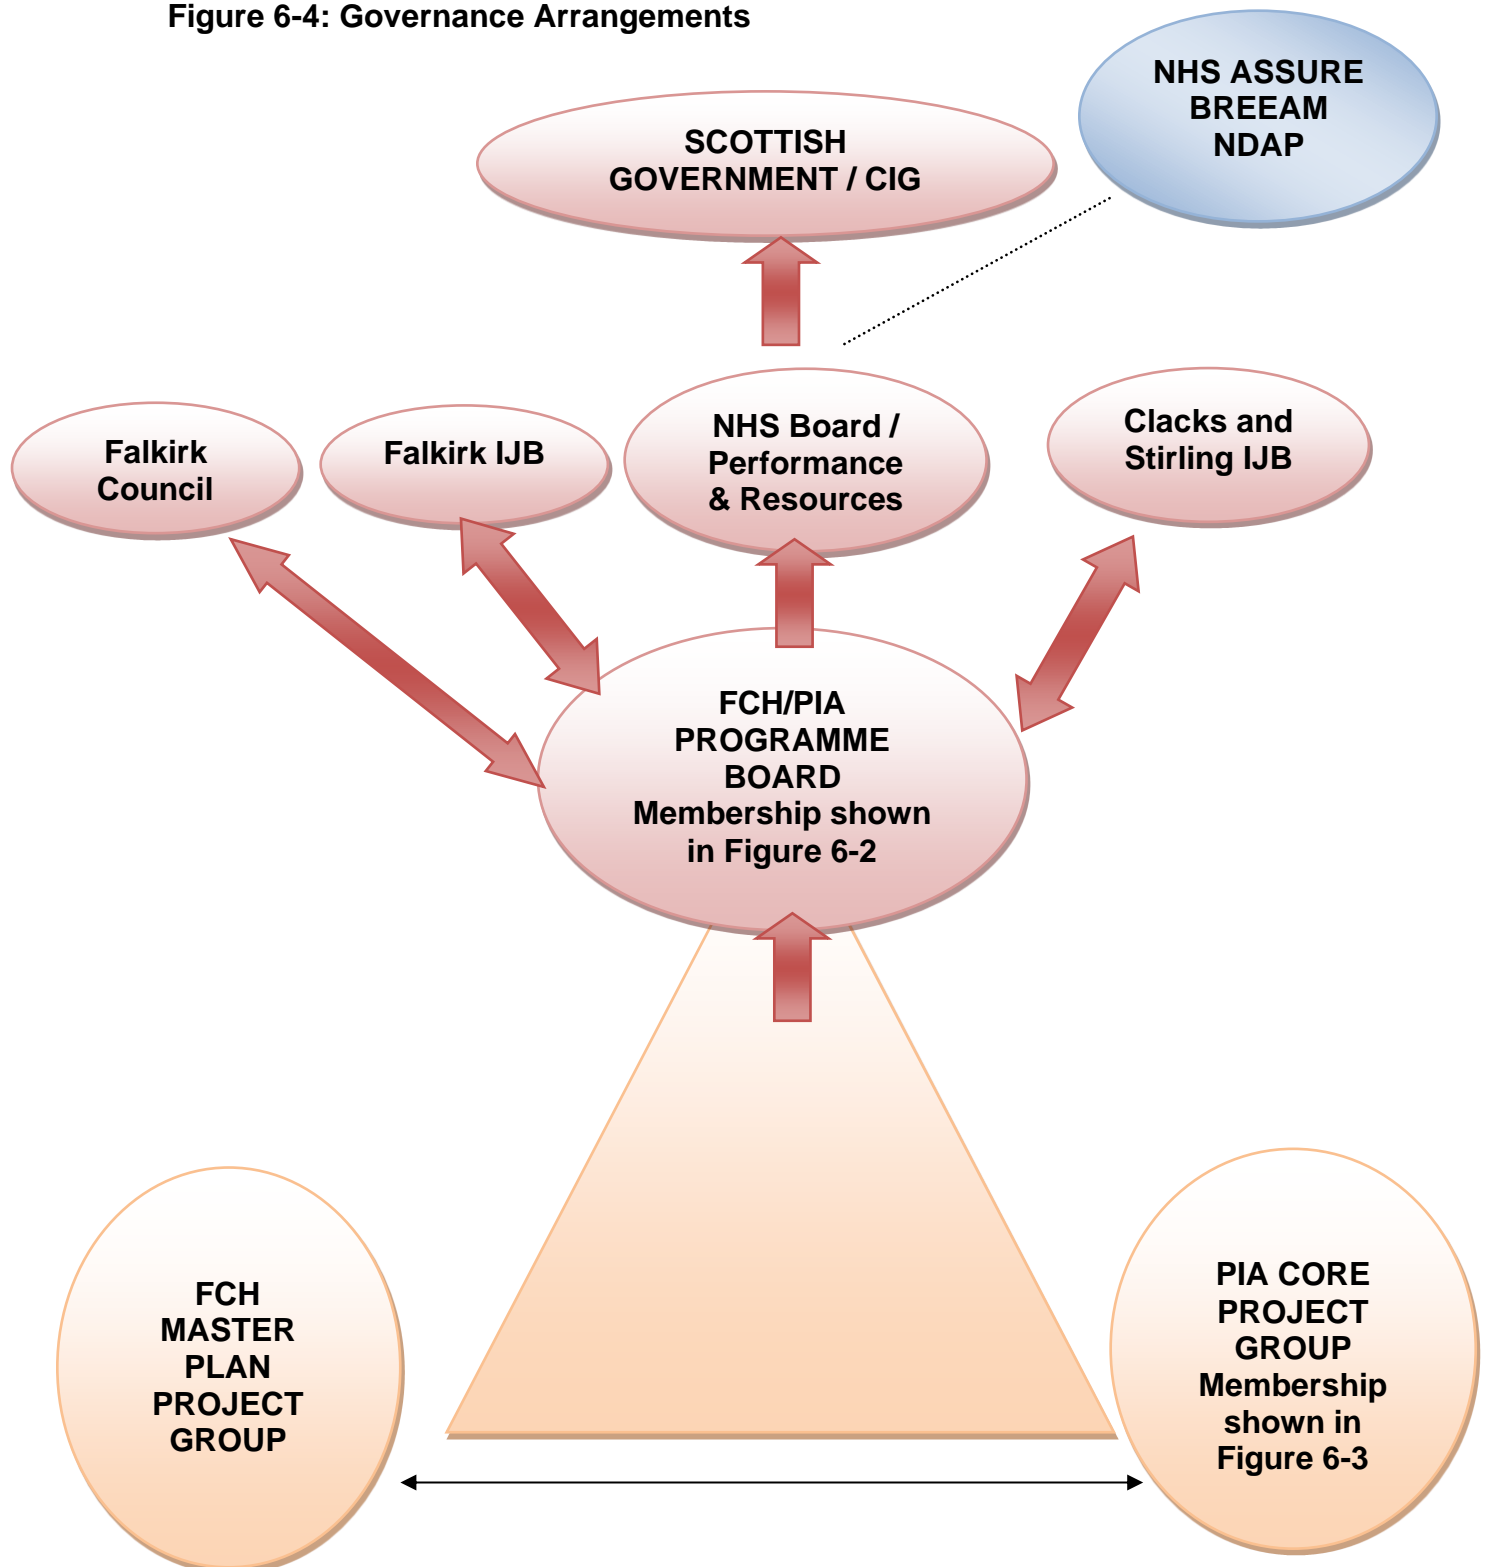 Figure 6-4: Governance Arrangements
NHS ASSURE
BREEAM
NDAP
SCOTTISH
GOVERNMENT / CIG
Falkirk
Council
Falkirk IJB
NHS Board /
Performance
& Resources
Clacks and
Stirling IJB
FCH/PIA
PROGRAMME
BOARD
Membership shown
in Figure 6-2
FCH
MASTER
PLAN
PROJECT
GROUP
PIA CORE
PROJECT
GROUP
Membership
shown in
Figure 6-3